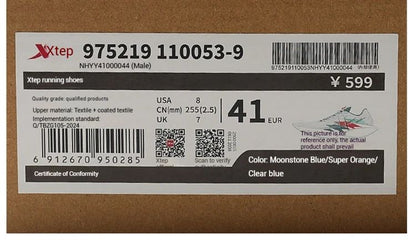 Xtep 975219 110053-9
NHYY41000044 (Male)
975219110053NHYY41000044
Xtep running shoes
¥ 599
Quality grade: qualified products
Upper material: Textile + coated textile
Implementation standard:
Q/TBZG105-2024
USA 8
CN(mm) 255(2.5)
UK 7
41 EUR
This picture is for
reference only, the actual
product shall prevail
6 912670 950285
Xtep
Scan to verify
Color: Moonstone Blue/Super Orange/
Clear blue
Certificate of Conformity